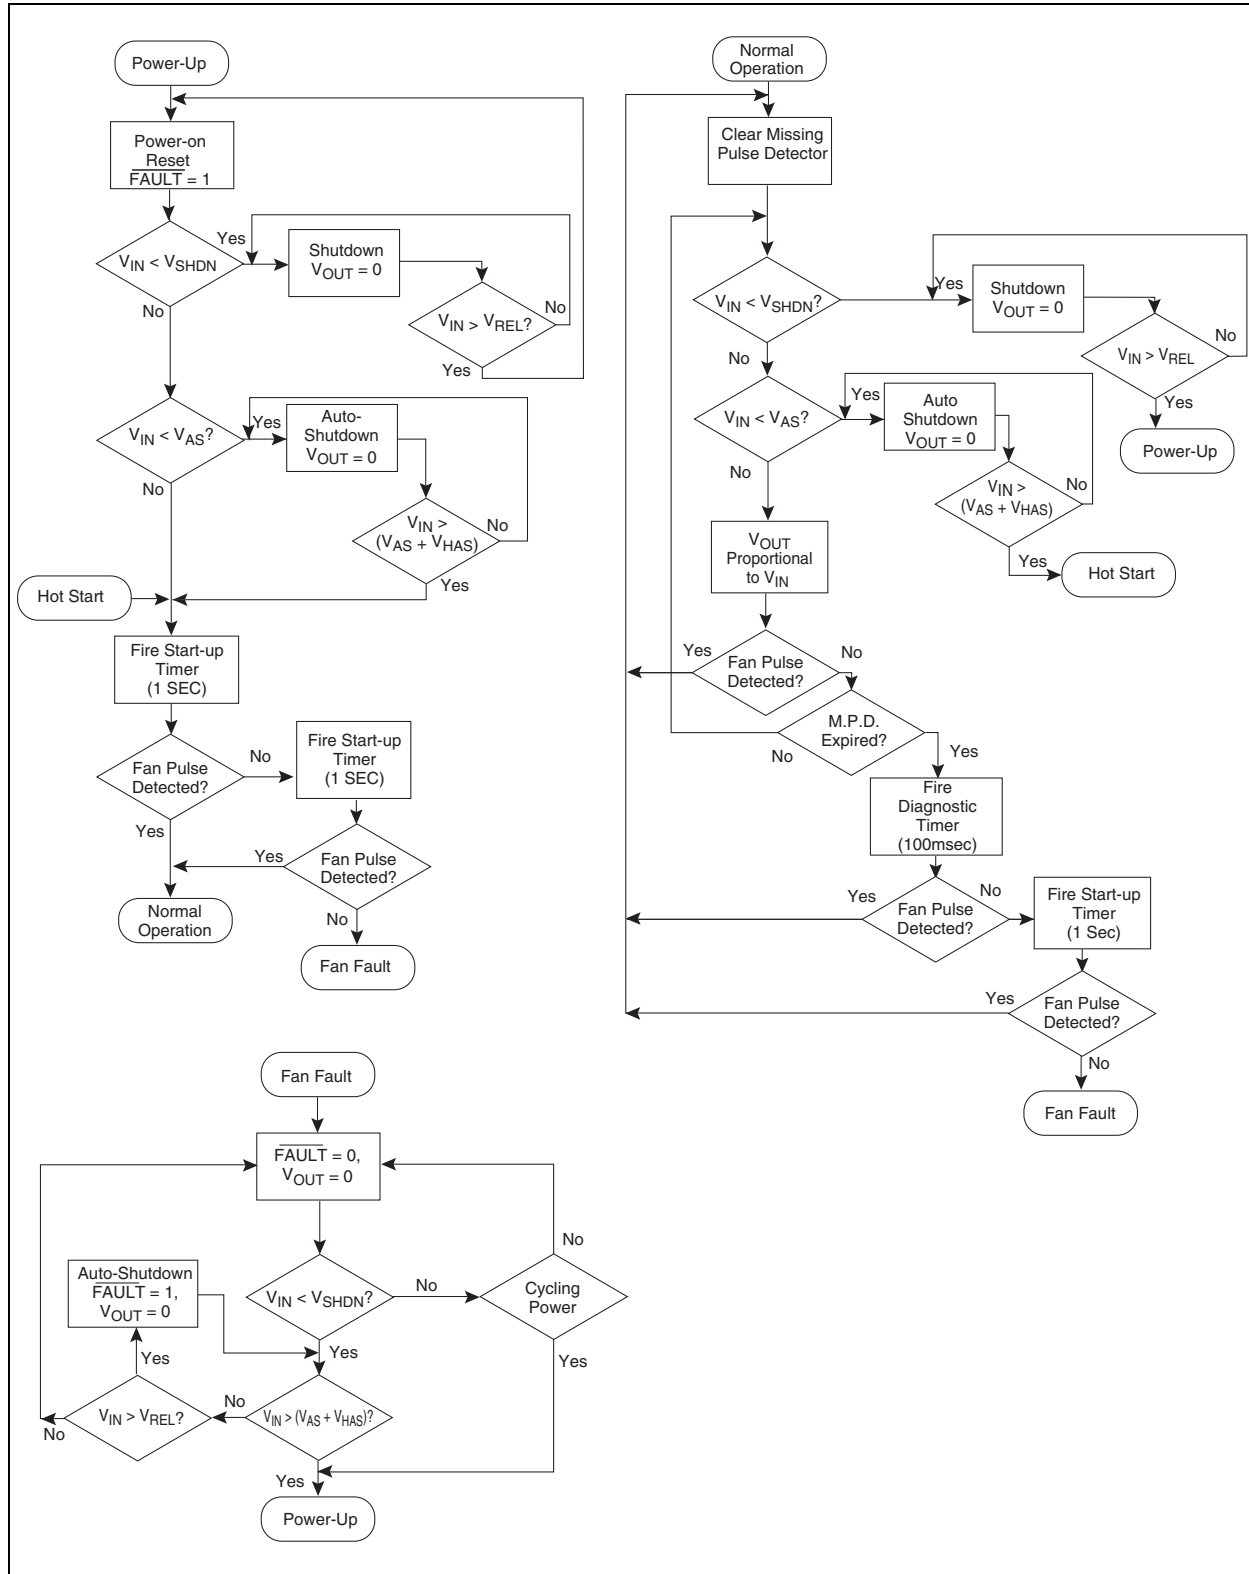 Power-Up
Power-on
Reset
FAULT = 1
VIN < VSHDN
Yes
No
Shutdown
VOUT = 0
VIN > VREL?
No
Yes
VIN < VAS?
Yes
No
Auto-
Shutdown
VOUT = 0
VIN >
(VAS + VHAS)
No
Yes
Hot Start
Fire Start-up
Timer
(1 SEC)
Fan Pulse
Detected?
No
Yes
Fire Start-up
Timer
(1 SEC)
Fan Pulse
Detected?
Yes
No
Normal
Operation
Fan Fault
Normal
Operation
Clear Missing
Pulse Detector
VIN < VSHDN?
Yes
No
Shutdown
VOUT = 0
VIN > VREL
No
Yes
Power-Up
VIN < VAS?
Yes
No
Auto
Shutdown
VOUT = 0
VIN >
(VAS + VHAS)
No
Yes
Hot Start
VOUT
Proportional
to VIN
Fan Pulse
Detected?
Yes
No
M.P.D.
Expired?
No
Yes
Fire
Diagnostic
Timer
(100msec)
Fan Pulse
Detected?
Yes
No
Fire Start-up
Timer
(1 Sec)
Fan Pulse
Detected?
Yes
No
Fan Fault
Fan Fault
FAULT = 0,
VOUT = 0
VIN < VSHDN?
No
Yes
Cycling
Power
No
Yes
Auto-Shutdown
FAULT = 1,
VOUT = 0
Yes
VIN > VREL?
No
No
VIN > (VAS + VHAS)?
Yes
Power-Up